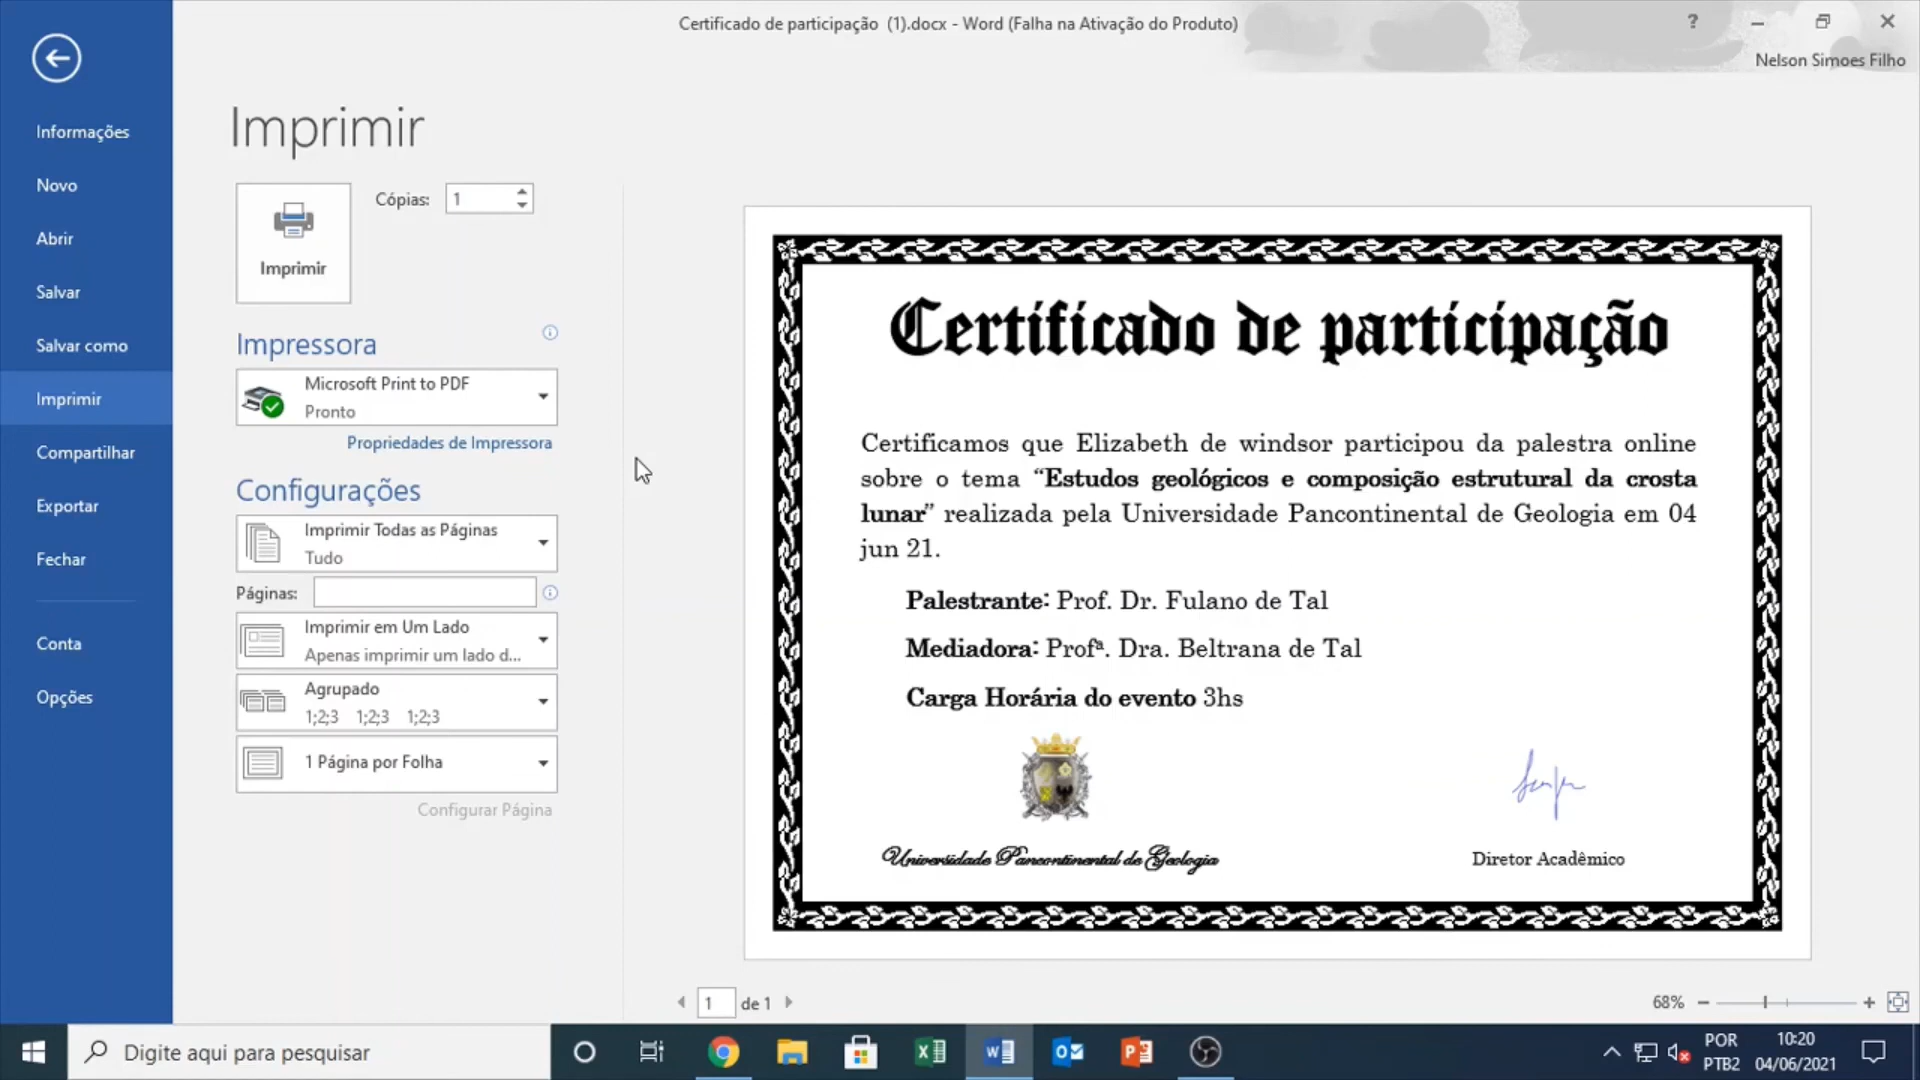 Certificado de participação (1).docx - Word (Falha na Ativação do Produto)
?
Nelson Simoes Filho
Informações
Novo
Abrir
Salvar
Salvar como
Imprimir
Compartilhar
Exportar
Fechar
Conta
Opções
Imprimir
Imprimir
Cópias: 1
Impressora
Microsoft Print to PDF
Pronto
Propriedades de Impressora
Configurações
Imprimir Todas as Páginas
Tudo
Páginas:
Imprimir em Um Lado
Apenas imprimir um lado d...
Agrupado
1;2;3 1;2;3 1;2;3
1 Página por Folha
Configurar Página
Certificado de participação
Certificamos que Elizabeth de windsor participou da palestra online
sobre o tema “Estudos geológicos e composição estrutural da crosta
lunar” realizada pela Universidade Pancontinental de Geologia em 04
jun 21.
Palestrante: Prof. Dr. Fulano de Tal
Mediadora: Profª. Dra. Beltrana de Tal
Carga Horária do evento 3hs
Universidade Pancontinental de Geologia
Diretor Acadêmico
1 de 1
68%
Digite aqui para pesquisar
POR
PTB2
10:20
04/06/2021